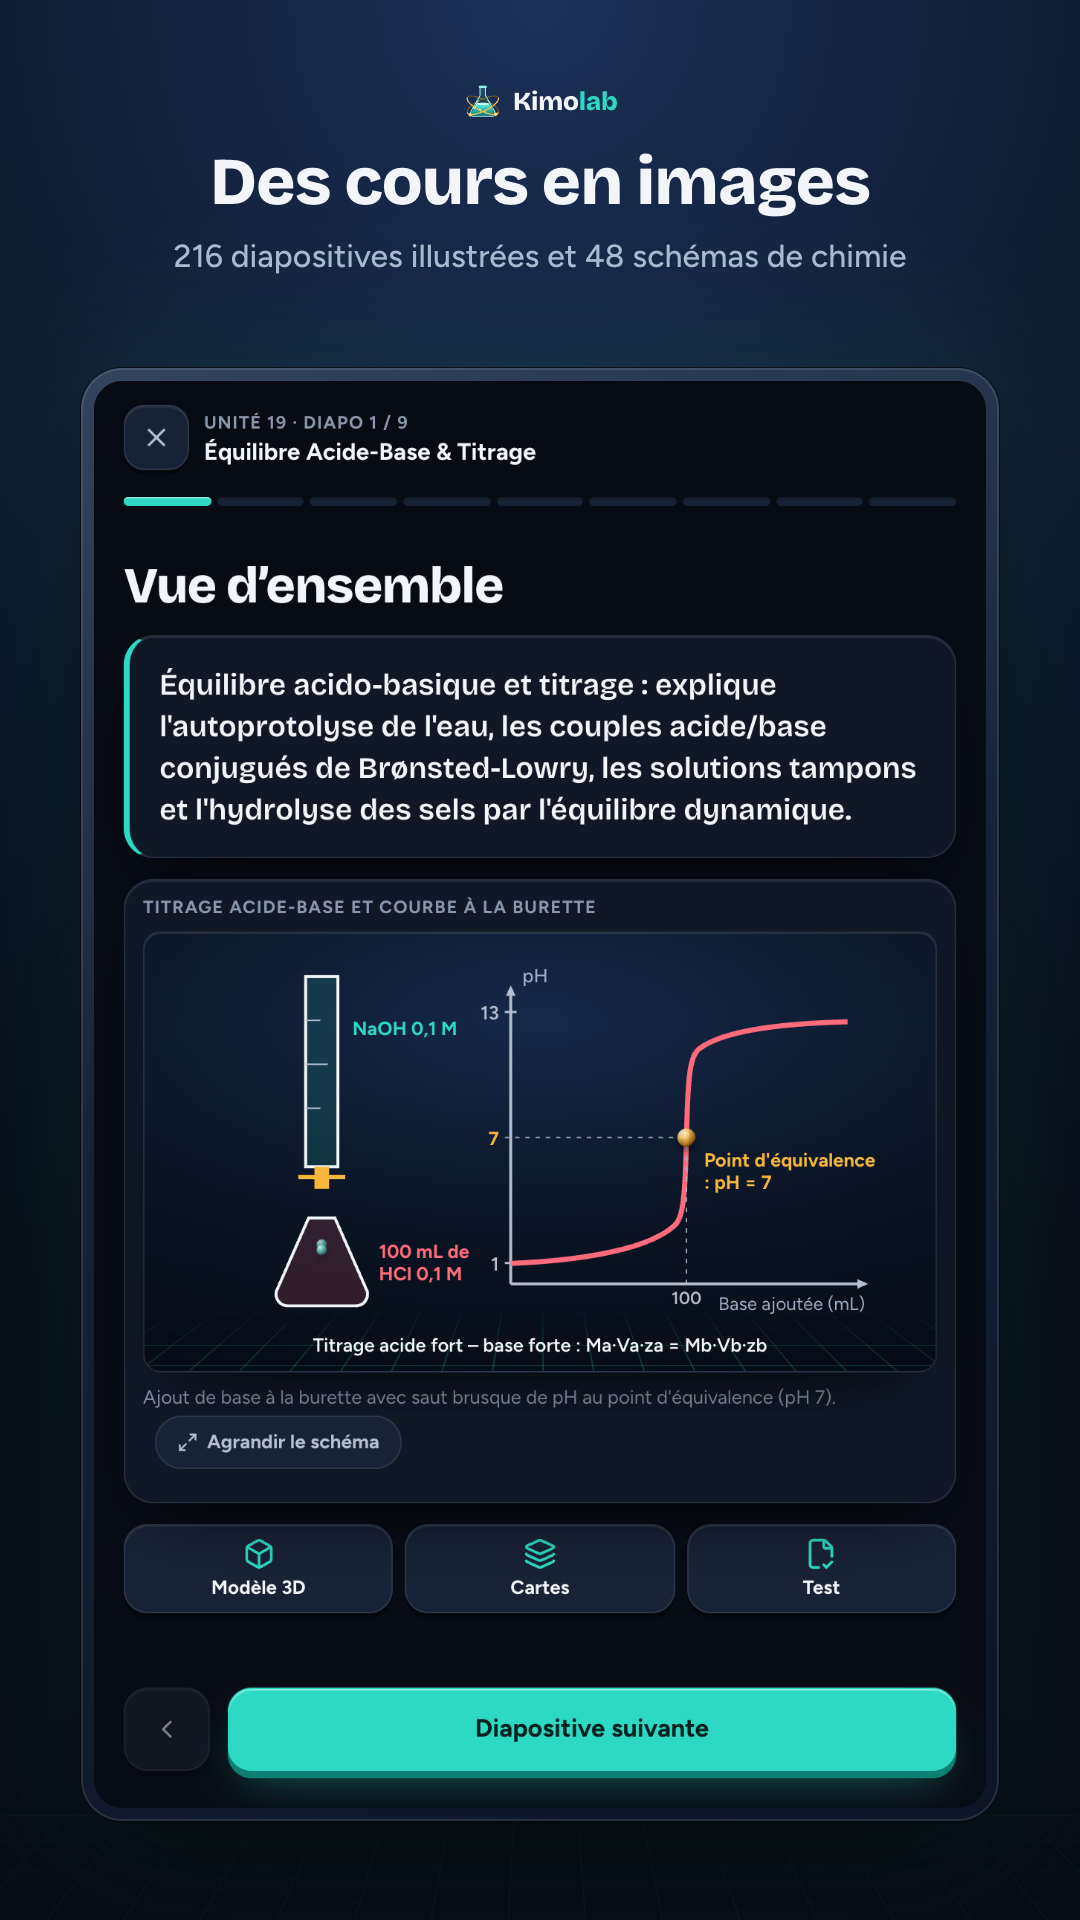 Kimolab
Des cours en images
216 diapositives illustrées et 48 schémas de chimie
UNITÉ 19 · DIAPO 1 / 9
Équilibre Acide-Base & Titrage
Vue d’ensemble
Équilibre acido-basique et titrage : explique
l'autoprotolyse de l'eau, les couples acide/base
conjugués de Brønsted-Lowry, les solutions tampons
et l'hydrolyse des sels par l'équilibre dynamique.
TITRAGE ACIDE-BASE ET COURBE À LA BURETTE
pH
13
NaOH 0,1 M
7
Point d'équivalence
: pH = 7
100 mL de
HCl 0,1 M
1
100
Base ajoutée (mL)
Titrage acide fort – base forte : Ma·Va·za = Mb·Vb·zb
Ajout de base à la burette avec saut brusque de pH au point d'équivalence (pH 7).
Agrandir le schéma
Modèle 3D
Cartes
Test
Diapositive suivante